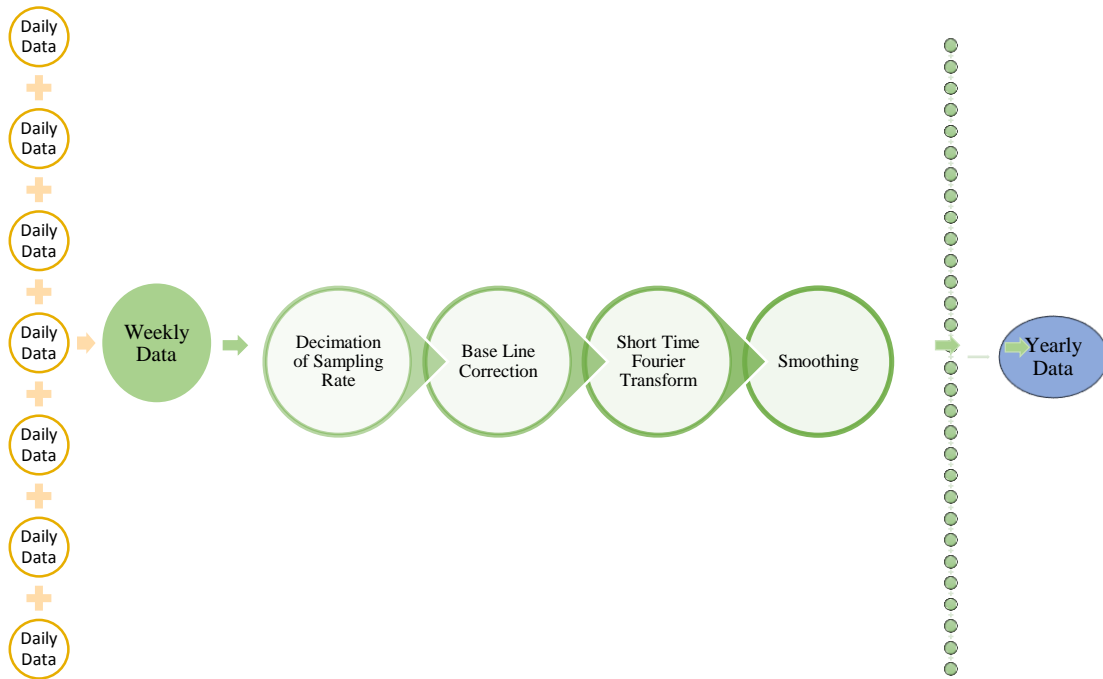 Daily
Data
Daily
Data
Daily
Data
Daily
Data
Daily
Data
Daily
Data
Daily
Data
Weekly
Data
Decimation
of Sampling
Rate
Base Line
Correction
Short Time
Fourier
Transform
Smoothing
Yearly
Data